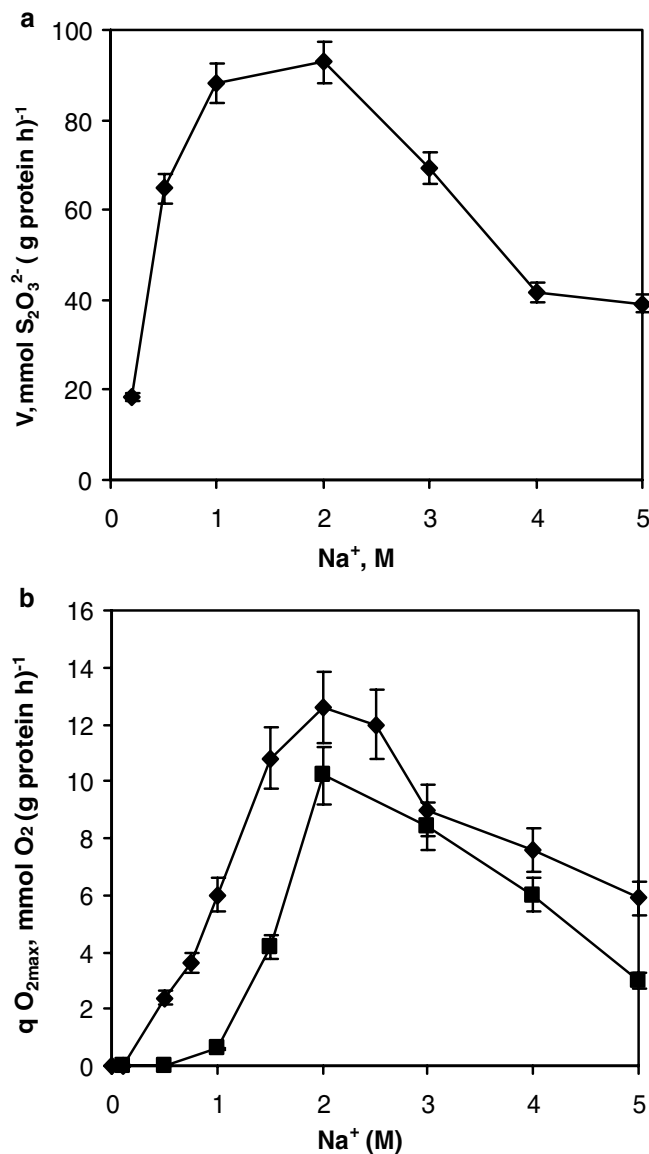 a
100
80
60
40
20
0
V,mmol S₂O₃²⁻ ( g protein h)⁻¹
0 1 2 3 4 5
Na⁺, M
b
16
14
12
10
8
6
4
2
0
q O₂max, mmol O₂ (g protein h)⁻¹
0 1 2 3 4 5
Na⁺ (M)